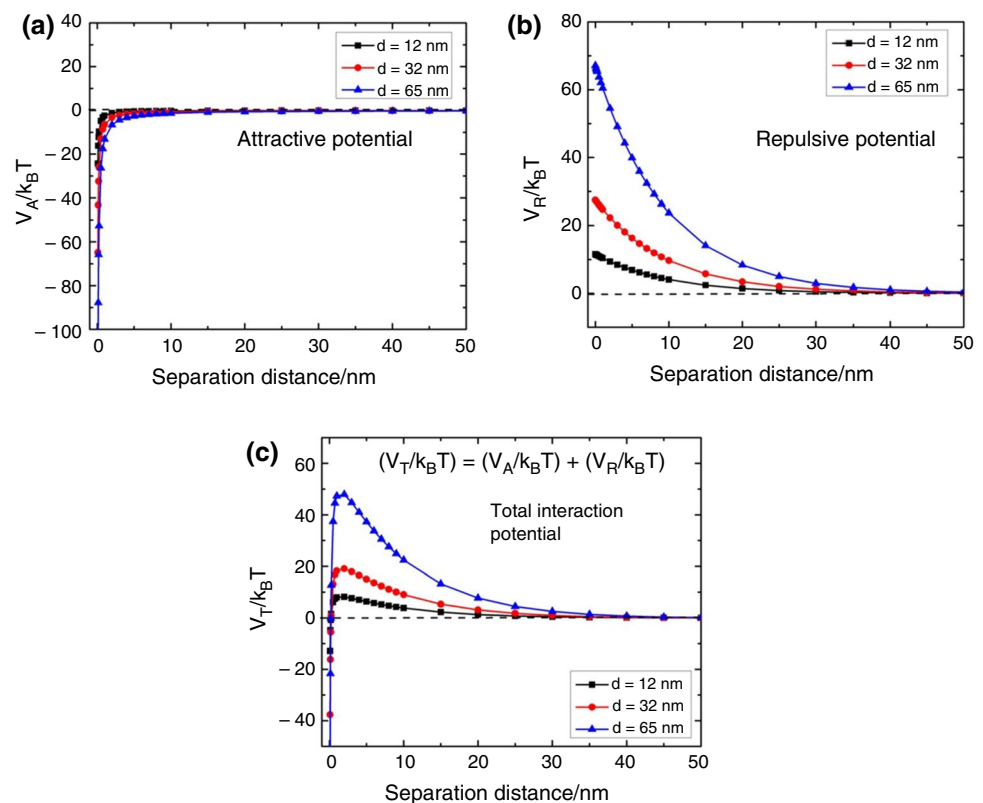 (a)
40
20
0
– 20
– 40
– 60
– 80
– 100
V_A/k_BT
d = 12 nm
d = 32 nm
d = 65 nm
Attractive potential
0 10 20 30 40 50
Separation distance/nm
(b)
80
60
40
20
0
V_R/k_BT
d = 12 nm
d = 32 nm
d = 65 nm
Repulsive potential
0 10 20 30 40 50
Separation distance/nm
(c)
60
40
20
0
– 20
– 40
V_T/k_BT
(V_T/k_BT) = (V_A/k_BT) + (V_R/k_BT)
Total interaction
potential
d = 12 nm
d = 32 nm
d = 65 nm
0 10 20 30 40 50
Separation distance/nm